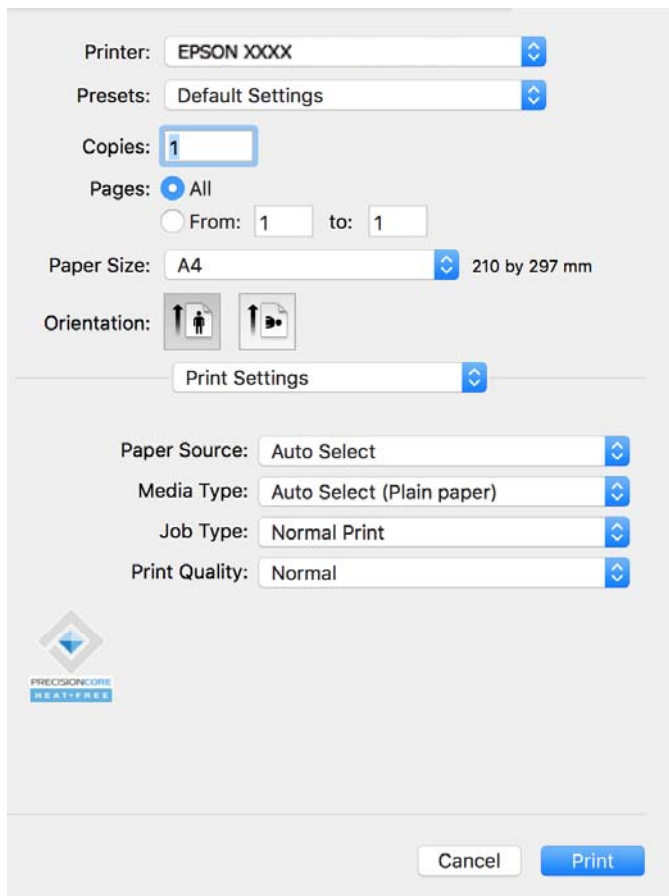 Printer: EPSON XXXX
Presets: Default Settings
Copies: 1
Pages: All
From: 1 to: 1
Paper Size: A4 210 by 297 mm
Orientation:
Print Settings
Paper Source: Auto Select
Media Type: Auto Select (Plain paper)
Job Type: Normal Print
Print Quality: Normal
PRECISIONCORE
HEAT-FREE
Cancel Print